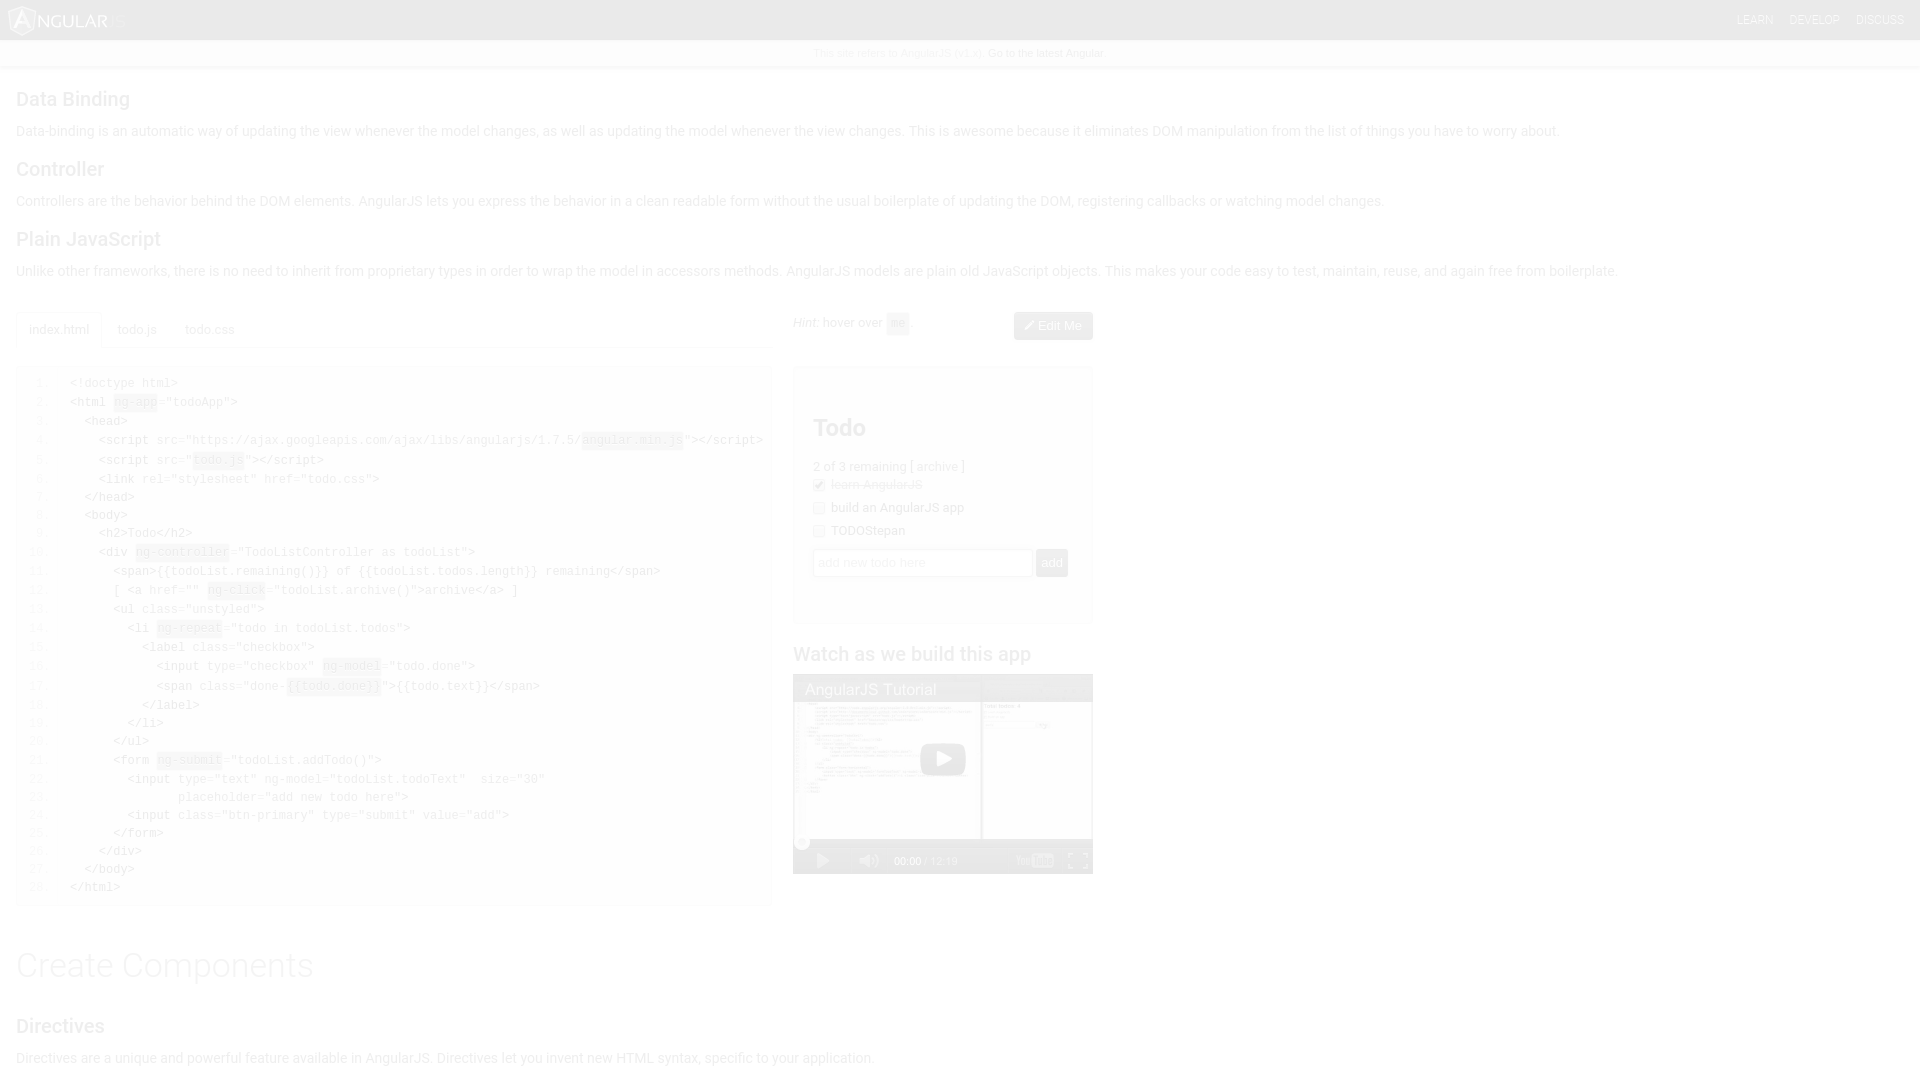 ANGULARJS
LEARN DEVELOP DISCUSS
This site refers to AngularJS (v1.x). Go to the latest Angular.
Data Binding
Data-binding is an automatic way of updating the view whenever the model changes, as well as updating the model whenever the view changes. This is awesome because it eliminates DOM manipulation from the list of things you have to worry about.
Controller
Controllers are the behavior behind the DOM elements. AngularJS lets you express the behavior in a clean readable form without the usual boilerplate of updating the DOM, registering callbacks or watching model changes.
Plain JavaScript
Unlike other frameworks, there is no need to inherit from proprietary types in order to wrap the model in accessors methods. AngularJS models are plain old JavaScript objects. This makes your code easy to test, maintain, reuse, and again free from boilerplate.
index.html todo.js todo.css
1. <!doctype html>
2. <html ng-app="todoApp">
3. <head>
4. <script src="https://ajax.googleapis.com/ajax/libs/angularjs/1.7.5/angular.min.js"></script>
5. <script src="todo.js"></script>
6. <link rel="stylesheet" href="todo.css">
7. </head>
8. <body>
9. <h2>Todo</h2>
10. <div ng-controller="TodoListController as todoList">
11. <span>{{todoList.remaining()}} of {{todoList.todos.length}} remaining</span>
12. [ <a href="" ng-click="todoList.archive()">archive</a> ]
13. <ul class="unstyled">
14. <li ng-repeat="todo in todoList.todos">
15. <label class="checkbox">
16. <input type="checkbox" ng-model="todo.done">
17. <span class="done-{{todo.done}}">{{todo.text}}</span>
18. </label>
19. </li>
20. </ul>
21. <form ng-submit="todoList.addTodo()">
22. <input type="text" ng-model="todoList.todoText" size="30"
23. placeholder="add new todo here">
24. <input class="btn-primary" type="submit" value="add">
25. </form>
26. </div>
27. </body>
28. </html>
Hint: hover over me
Edit Me
Todo
2 of 3 remaining [ archive ]
learn AngularJS
build an AngularJS app
TODOStepan
add new todo here add
Watch as we build this app
AngularJS Tutorial
00:00 / 12:19 YouTube
Create Components
Directives
Directives are a unique and powerful feature available in AngularJS. Directives let you invent new HTML syntax, specific to your application.